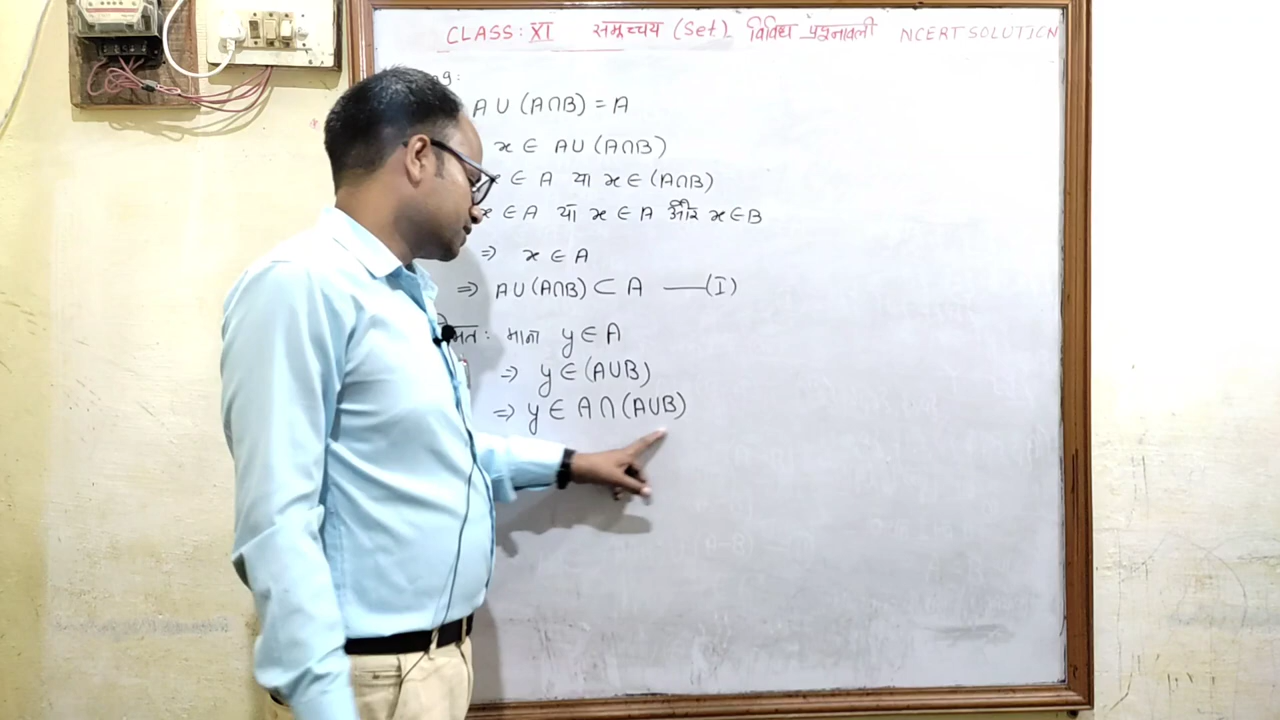 CLASS: XI समुच्चय (Set) विविध प्रश्नावली NCERT SOLUTION
A ∪ (A∩B) = A
x ∈ A∪(A∩B)
x ∈ A या x ∈ (A∩B)
x ∈ A या x ∈ A और x ∈ B
⇒ x ∈ A
⇒ A∪(A∩B) ⊂ A —(I)
माना y ∈ A
⇒ y ∈ (A∪B)
⇒ y ∈ A∩(A∪B)